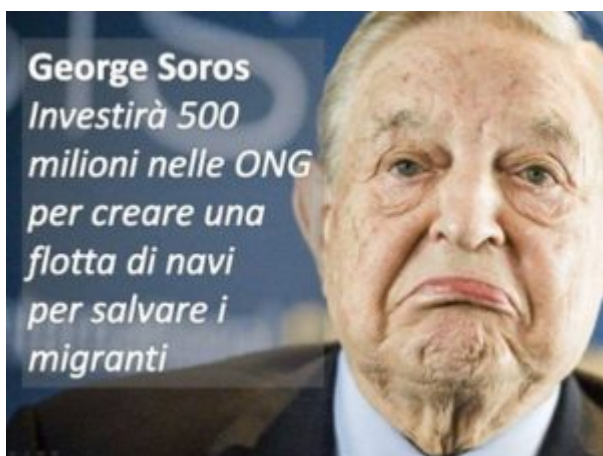 George Soros
Investirà 500
milioni nelle ONG
per creare una
flotta di navi
per salvare i
migranti